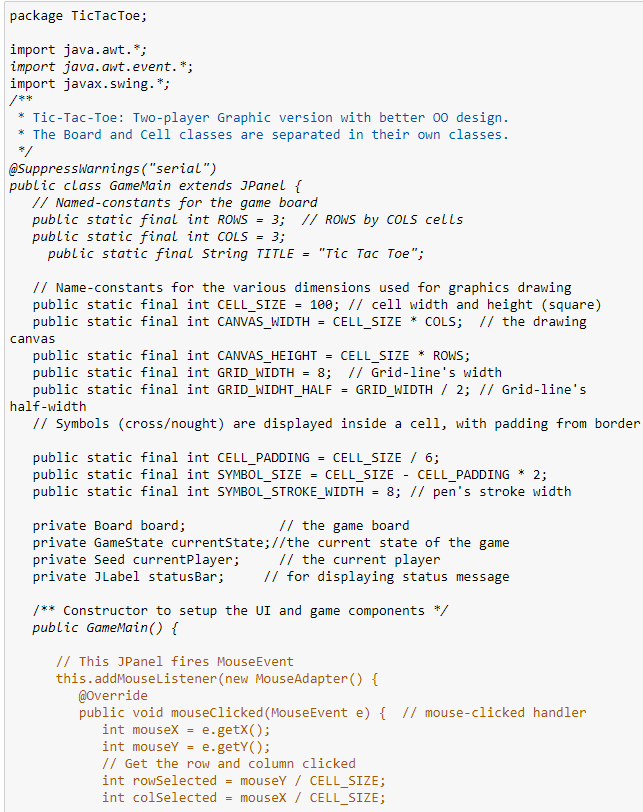 package TicTacToe;

import java.awt.*;
import java.awt.event.*;
import javax.swing.*;
/**
 * Tic-Tac-Toe: Two-player Graphic version with better OO design.
 * The Board and Cell classes are separated in their own classes.
 */
@SuppressWarnings("serial")
public class GameMain extends JPanel {
   // Named-constants for the game board
   public static final int ROWS = 3;  // ROWS by COLS cells
   public static final int COLS = 3;
     public static final String TITLE = "Tic Tac Toe";

   // Name-constants for the various dimensions used for graphics drawing
   public static final int CELL_SIZE = 100; // cell width and height (square)
   public static final int CANVAS_WIDTH = CELL_SIZE * COLS;  // the drawing
canvas
   public static final int CANVAS_HEIGHT = CELL_SIZE * ROWS;
   public static final int GRID_WIDTH = 8;  // Grid-line's width
   public static final int GRID_WIDHT_HALF = GRID_WIDTH / 2; // Grid-line's
half-width
   // Symbols (cross/nought) are displayed inside a cell, with padding from border

   public static final int CELL_PADDING = CELL_SIZE / 6;
   public static final int SYMBOL_SIZE = CELL_SIZE - CELL_PADDING * 2;
   public static final int SYMBOL_STROKE_WIDTH = 8; // pen's stroke width

   private Board board;            // the game board
   private GameState currentState;//the current state of the game
   private Seed currentPlayer;     // the current player
   private JLabel statusBar;     // for displaying status message

   /** Constructor to setup the UI and game components */
   public GameMain() {

      // This JPanel fires MouseEvent
      this.addMouseListener(new MouseAdapter() {
         @Override
         public void mouseClicked(MouseEvent e) {  // mouse-clicked handler
            int mouseX = e.getX();
            int mouseY = e.getY();
            // Get the row and column clicked
            int rowSelected = mouseY / CELL_SIZE;
            int colSelected = mouseX / CELL_SIZE;